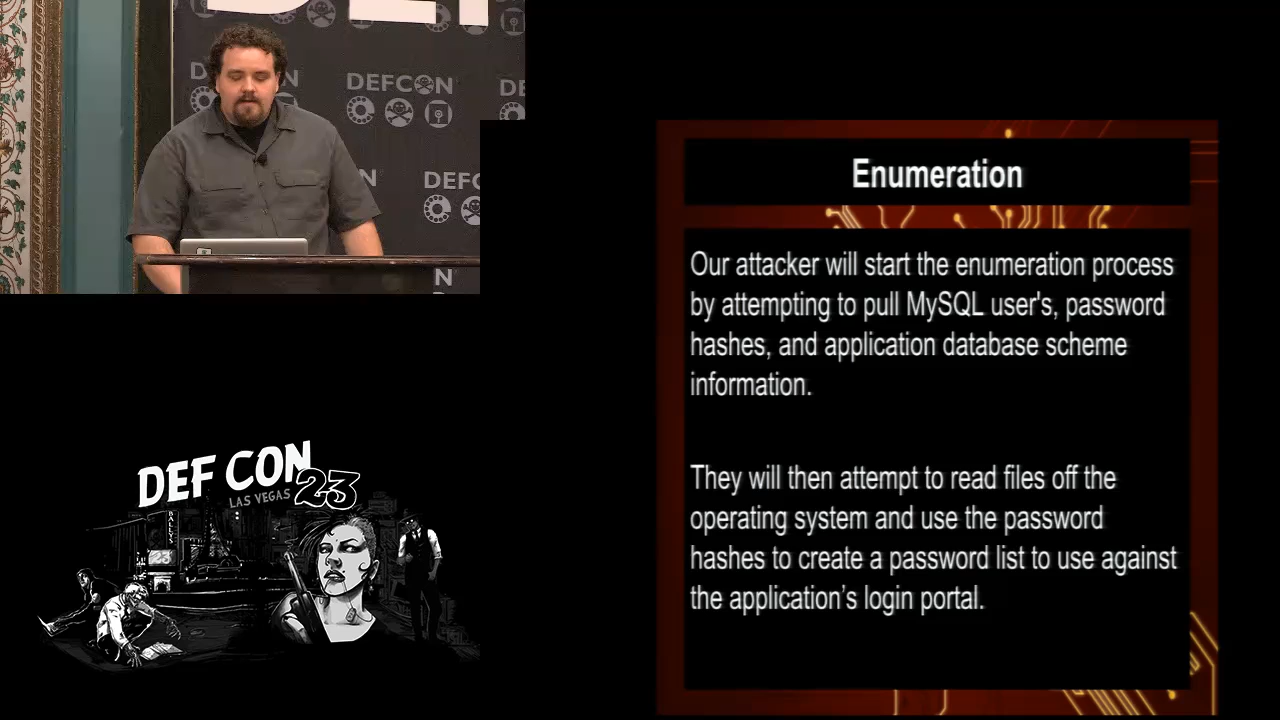 DEFCON
DEFC
DEF CON
LAS VEGAS 23
BALLYS
Enumeration
Our attacker will start the enumeration process
by attempting to pull MySQL user's, password
hashes, and application database scheme
information.
They will then attempt to read files off the
operating system and use the password
hashes to create a password list to use against
the application’s login portal.